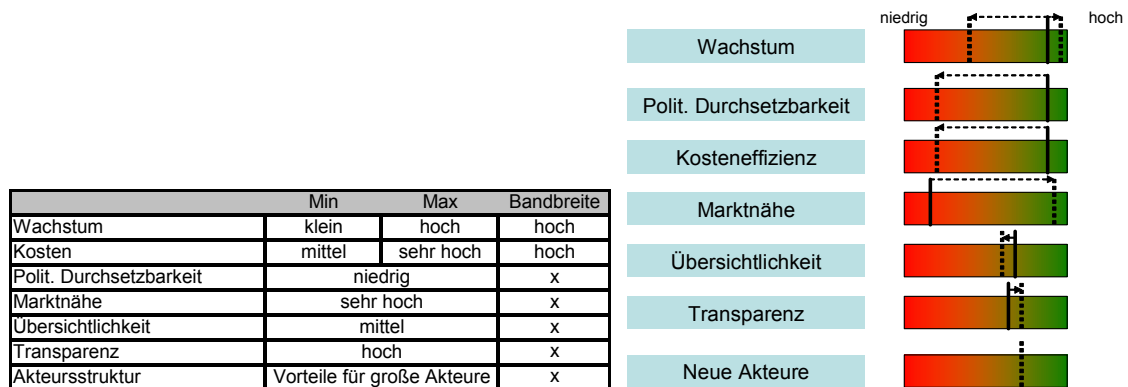 Min Max Bandbreite
Wachstum klein hoch hoch
Kosten mittel sehr hoch hoch
Polit. Durchsetzbarkeit niedrig x
Marktnähe sehr hoch x
Übersichtlichkeit mittel x
Transparenz hoch x
Akteursstruktur Vorteile für große Akteure x
niedrig hoch
Wachstum
Polit. Durchsetzbarkeit
Kosteneffizienz
Marktnähe
Übersichtlichkeit
Transparenz
Neue Akteure